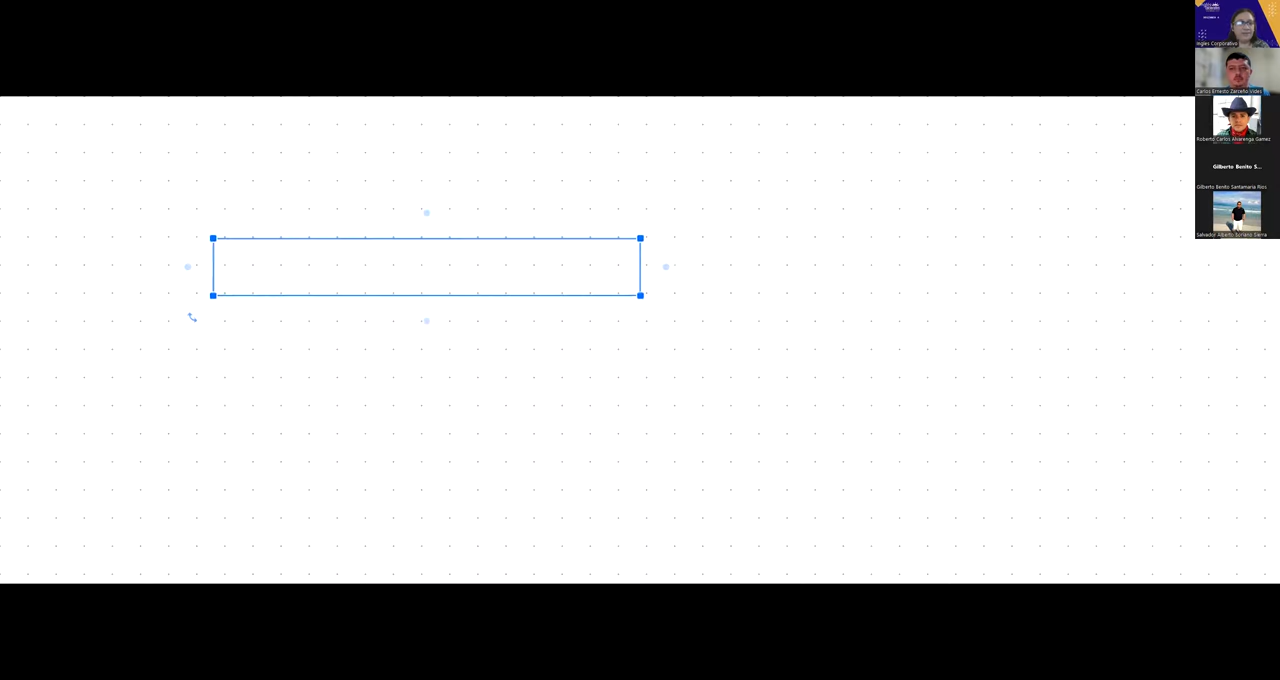 Ingles Corporativo
Carlos Ernesto Zarceño Vides
Roberto Carlos Alvarenga Gamez
Gilberto Benito S...
Gilberto Benito Santamaria Rios
Salvador Alberto Soriano Sierra